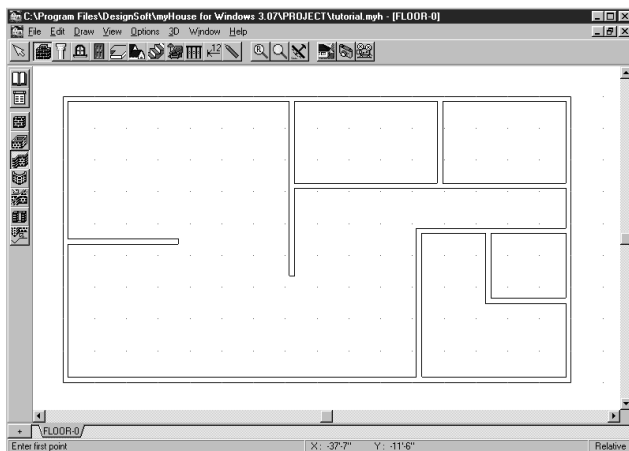 C:\Program Files\DesignSoft\myHouse for Windows 3.07\PROJECT\tutorial.myh - [FLOOR-0]
File Edit Draw View Options 3D Window Help
FLOOR-0
Enter first point X: -37'7" Y: -11'6" Relative